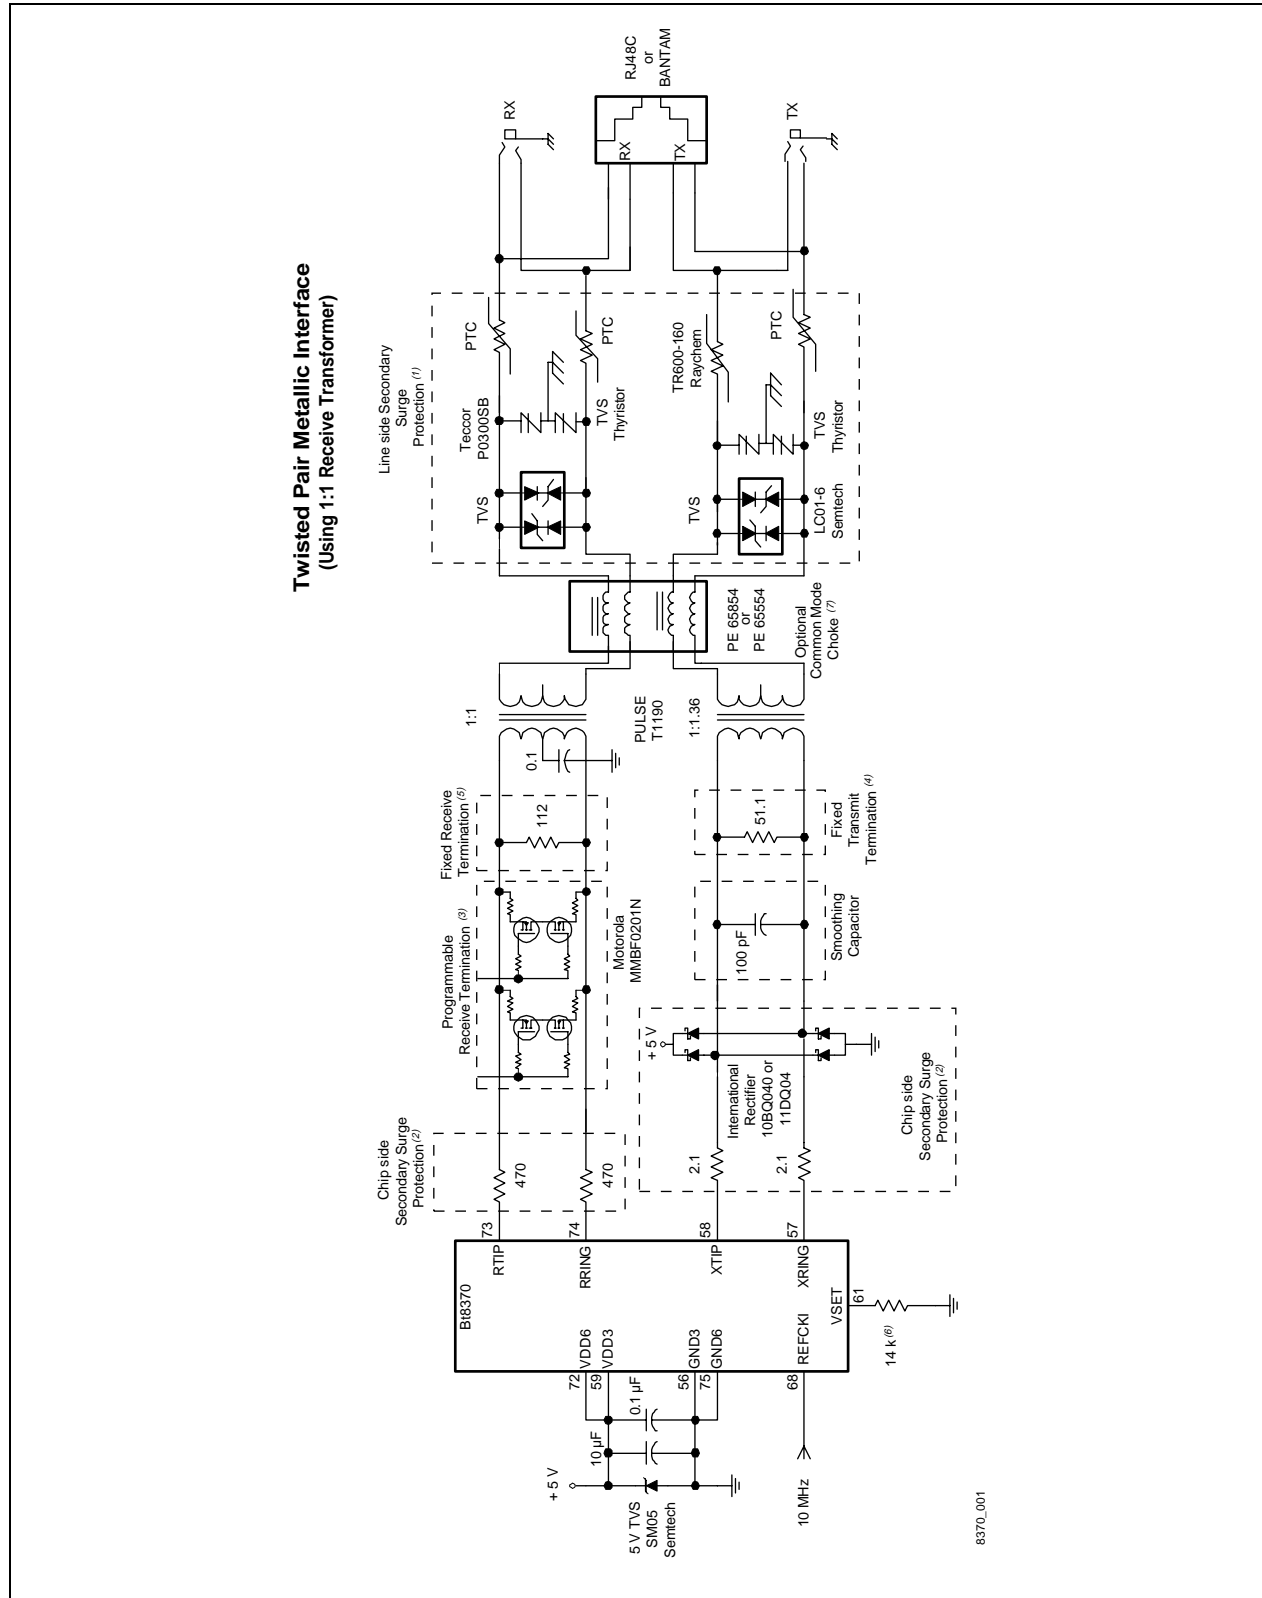 Twisted Pair Metallic Interface
(Using 1:1 Receive Transformer)
RJ48C
or
BANTAM
RX
TX
RX
TX
Line side Secondary
Surge
Protection (1)
PTC
PTC
TR600-160
Raychem
PTC
Teccor
P0300SB
TVS
Thyristor
TVS
Thyristor
TVS
TVS
LC01-6
Semtech
PE 65854
or
PE 65554
Optional
Common Mode
Choke (7)
1:1
PULSE
T1190
1:1.36
0.1
Fixed Receive
Termination (5)
112
51.1
Fixed
Transmit
Termination (4)
Programmable
Receive Termination (3)
Motorola
MMBF0201N
100 pF
Smoothing
Capacitor
+ 5 V
International
Rectifier
10BQ040 or
11DQ04
Chip side
Secondary Surge
Protection (2)
Chip side
Secondary Surge
Protection (2)
470
470
2.1
2.1
73
74
58
57
RTIP
RRING
XTIP
XRING
Bt8370
VSET
61
14 k (6)
VDD6
VDD3
GND3
GND6
REFCKI
72
59
56
75
68
0.1 µF
10 µF
+ 5 V
5 V TVS
SM05
Semtech
10 MHz
8370_001